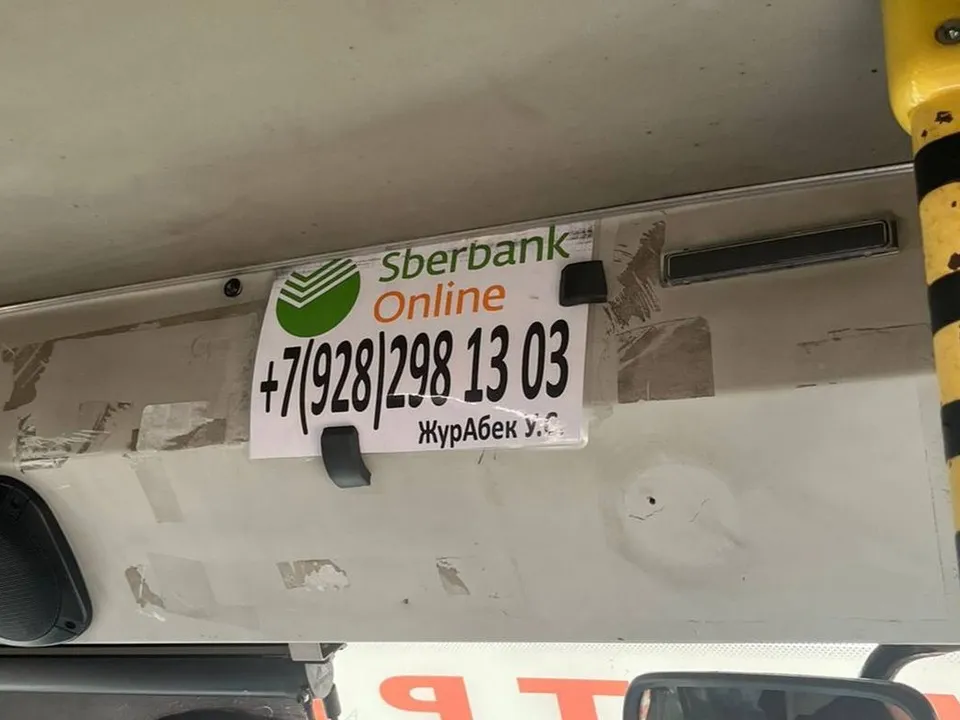 Sberbank
Online
+7(928)298 13 03
ЖурАбек У.С.